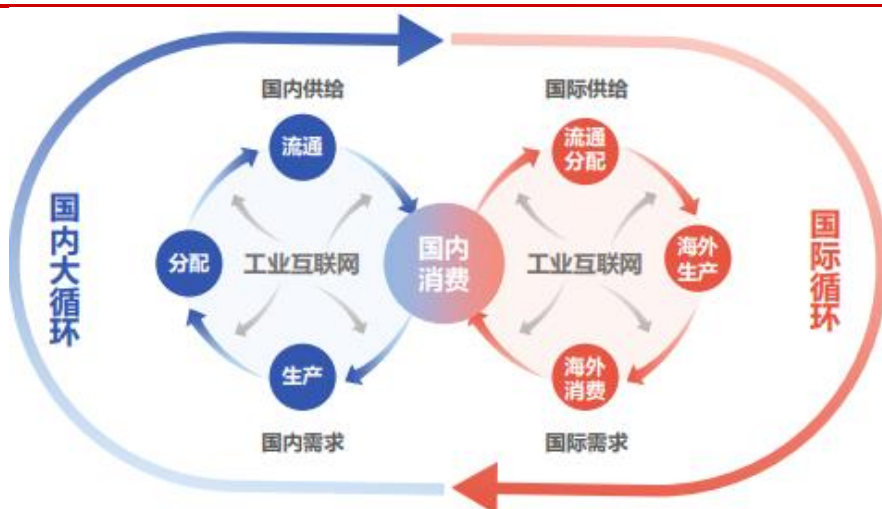 国内供给
国际供给
流通
流通
分配
国内大循环
分配
工业互联网
国内
消费
工业互联网
海外
生产
国际循环
生产
海外
消费
国内需求
国际需求